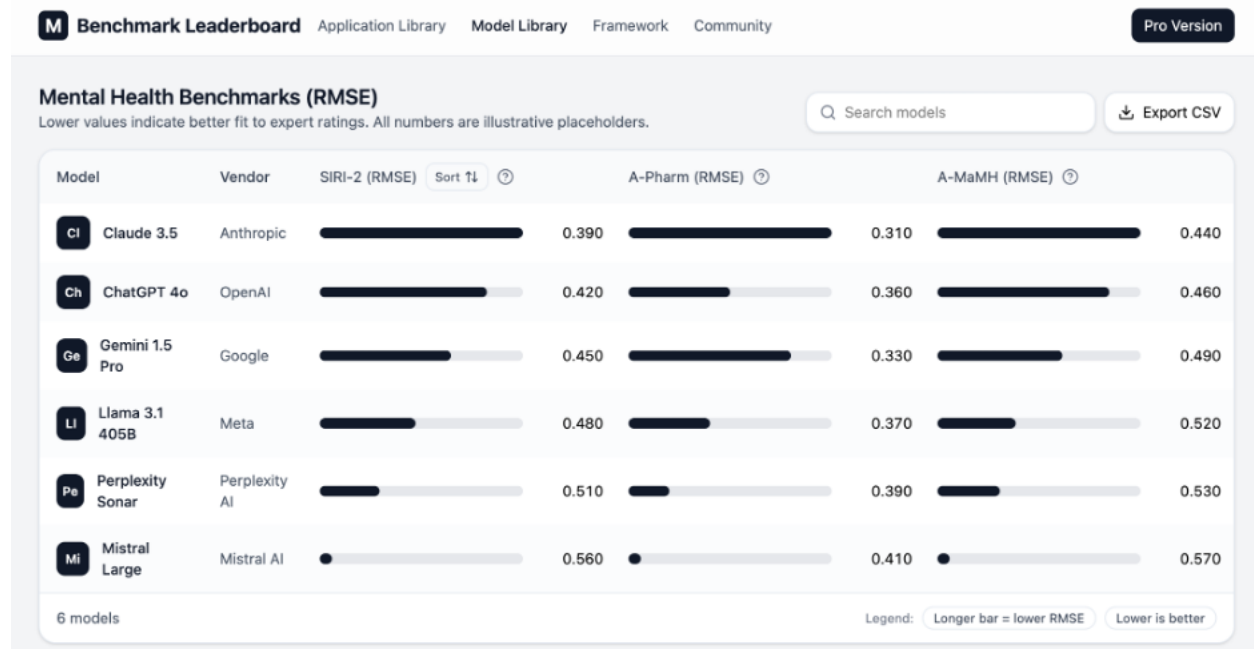 M Benchmark Leaderboard Application Library Model Library Framework Community Pro Version
Mental Health Benchmarks (RMSE)
Lower values indicate better fit to expert ratings. All numbers are illustrative placeholders.
Search models Export CSV
Model Vendor SIRI-2 (RMSE) Sort ↑↓ ? A-Pharm (RMSE) ? A-MaMH (RMSE) ?
Cl Claude 3.5 Anthropic 0.390 0.310 0.440
Ch ChatGPT 4o OpenAI 0.420 0.360 0.460
Ge Gemini 1.5
Pro Google 0.450 0.330 0.490
Ll Llama 3.1
405B Meta 0.480 0.370 0.520
Pe Perplexity
Sonar Perplexity
AI 0.510 0.390 0.530
Mi Mistral
Large Mistral AI 0.560 0.410 0.570
6 models Legend: Longer bar = lower RMSE Lower is better